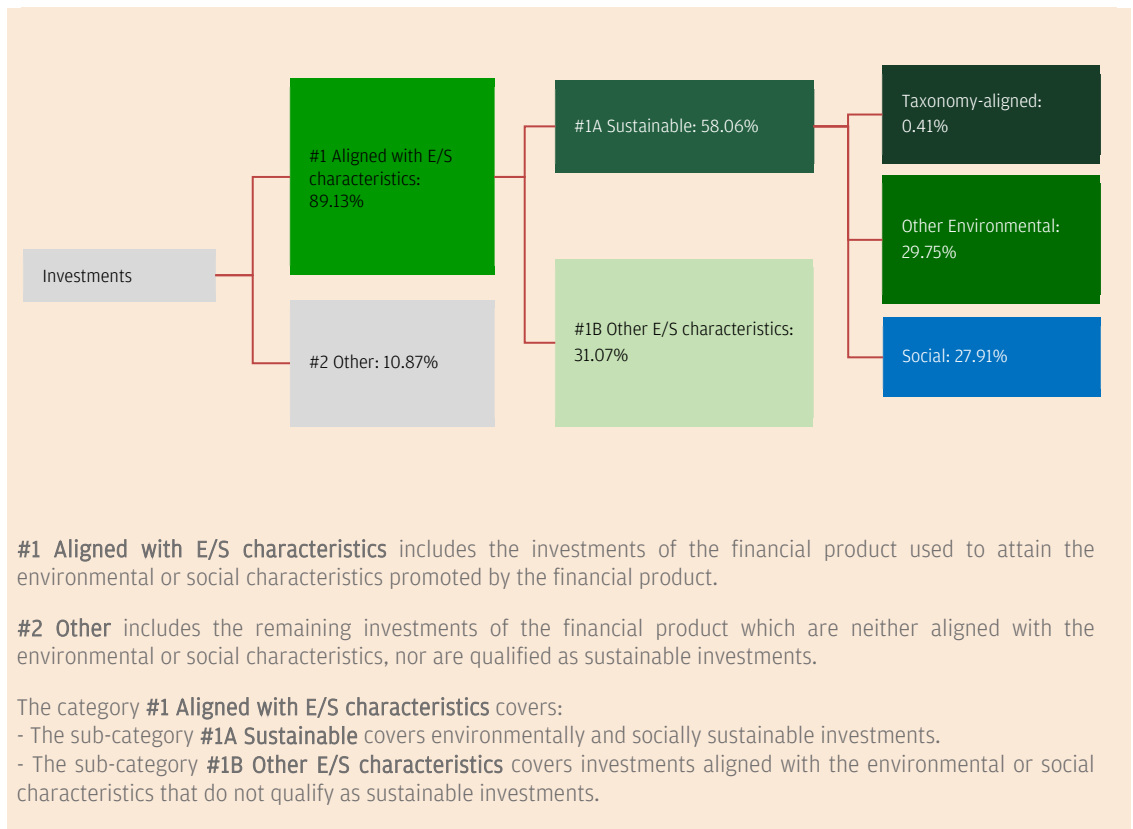 Investments
#1 Aligned with E/S
characteristics:
89.13%
#2 Other: 10.87%
#1A Sustainable: 58.06%
#1B Other E/S characteristics:
31.07%
Taxonomy-aligned:
0.41%
Other Environmental:
29.75%
Social: 27.91%
#1 Aligned with E/S characteristics includes the investments of the financial product used to attain the
environmental or social characteristics promoted by the financial product.
#2 Other includes the remaining investments of the financial product which are neither aligned with the
environmental or social characteristics, nor are qualified as sustainable investments.
The category #1 Aligned with E/S characteristics covers:
- The sub-category #1A Sustainable covers environmentally and socially sustainable investments.
- The sub-category #1B Other E/S characteristics covers investments aligned with the environmental or social
characteristics that do not qualify as sustainable investments.